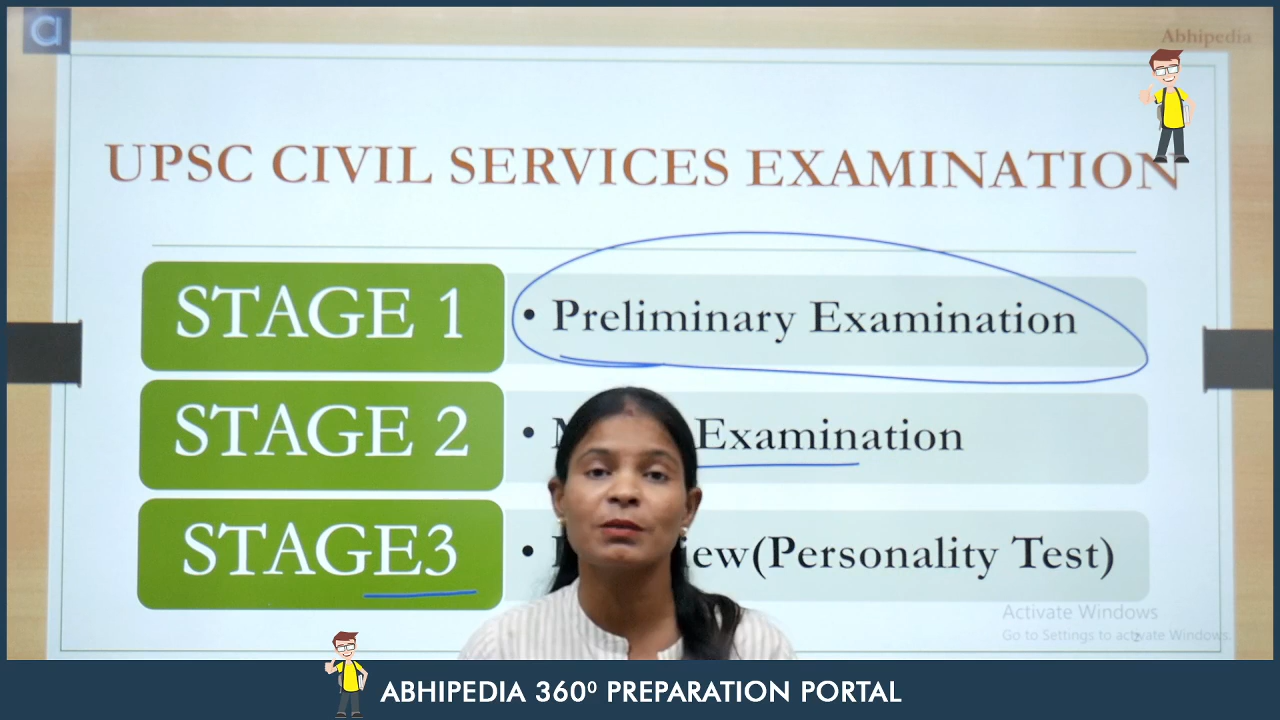 a
Abhipedia
UPSC CIVIL SERVICES EXAMINATION
STAGE 1
• Preliminary Examination
STAGE 2
• Examination
STAGE3
• (Personality Test)
Activate Windows
Go to Settings to activate Windows.
ABHIPEDIA 360⁰ PREPARATION PORTAL